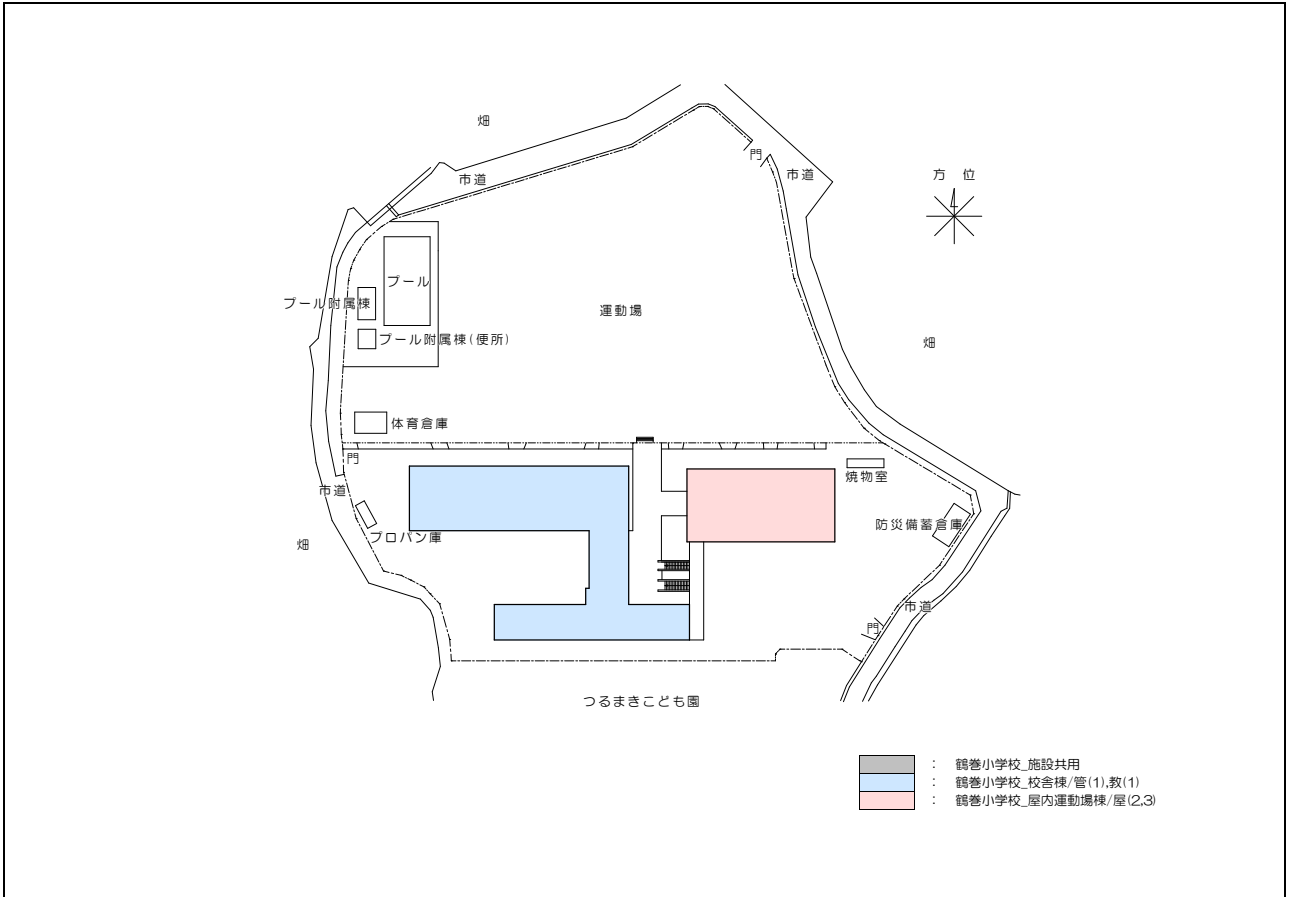 畑
門
市道
市道
方 位
プール
プール附属棟
運動場
プール附属棟(便所)
畑
体育倉庫
門
焼物室
市道
防災備蓄倉庫
プロパン庫
畑
市道
門
つるまきこども園
： 鶴巻小学校_施設共用
： 鶴巻小学校_校舎棟/管(1),教(1)
： 鶴巻小学校_屋内運動場棟/屋(2,3)